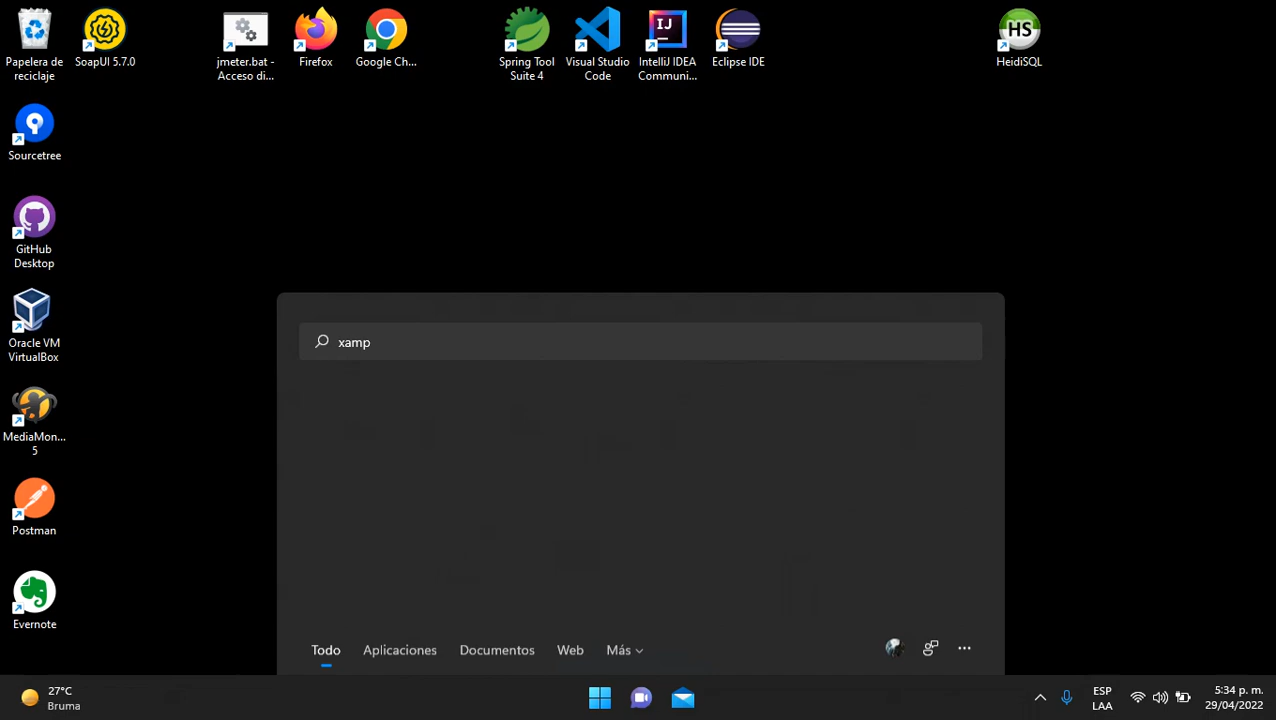 Papelera de
reciclaje
SoapUI 5.7.0
jmeter.bat -
Acceso di...
Firefox
Google Ch...
Spring Tool
Suite 4
Visual Studio
Code
IntelliJ IDEA
Communi...
Eclipse IDE
HS
HeidiSQL
Sourcetree
GitHub
Desktop
Oracle VM
VirtualBox
MediaMon...
5
Postman
Evernote
IJ
xamp
Todo Aplicaciones Documentos Web Más
27°C
Bruma
ESP
LAA
5:34 p. m.
29/04/2022